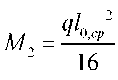 M₂ = ql₀,ср² / 16